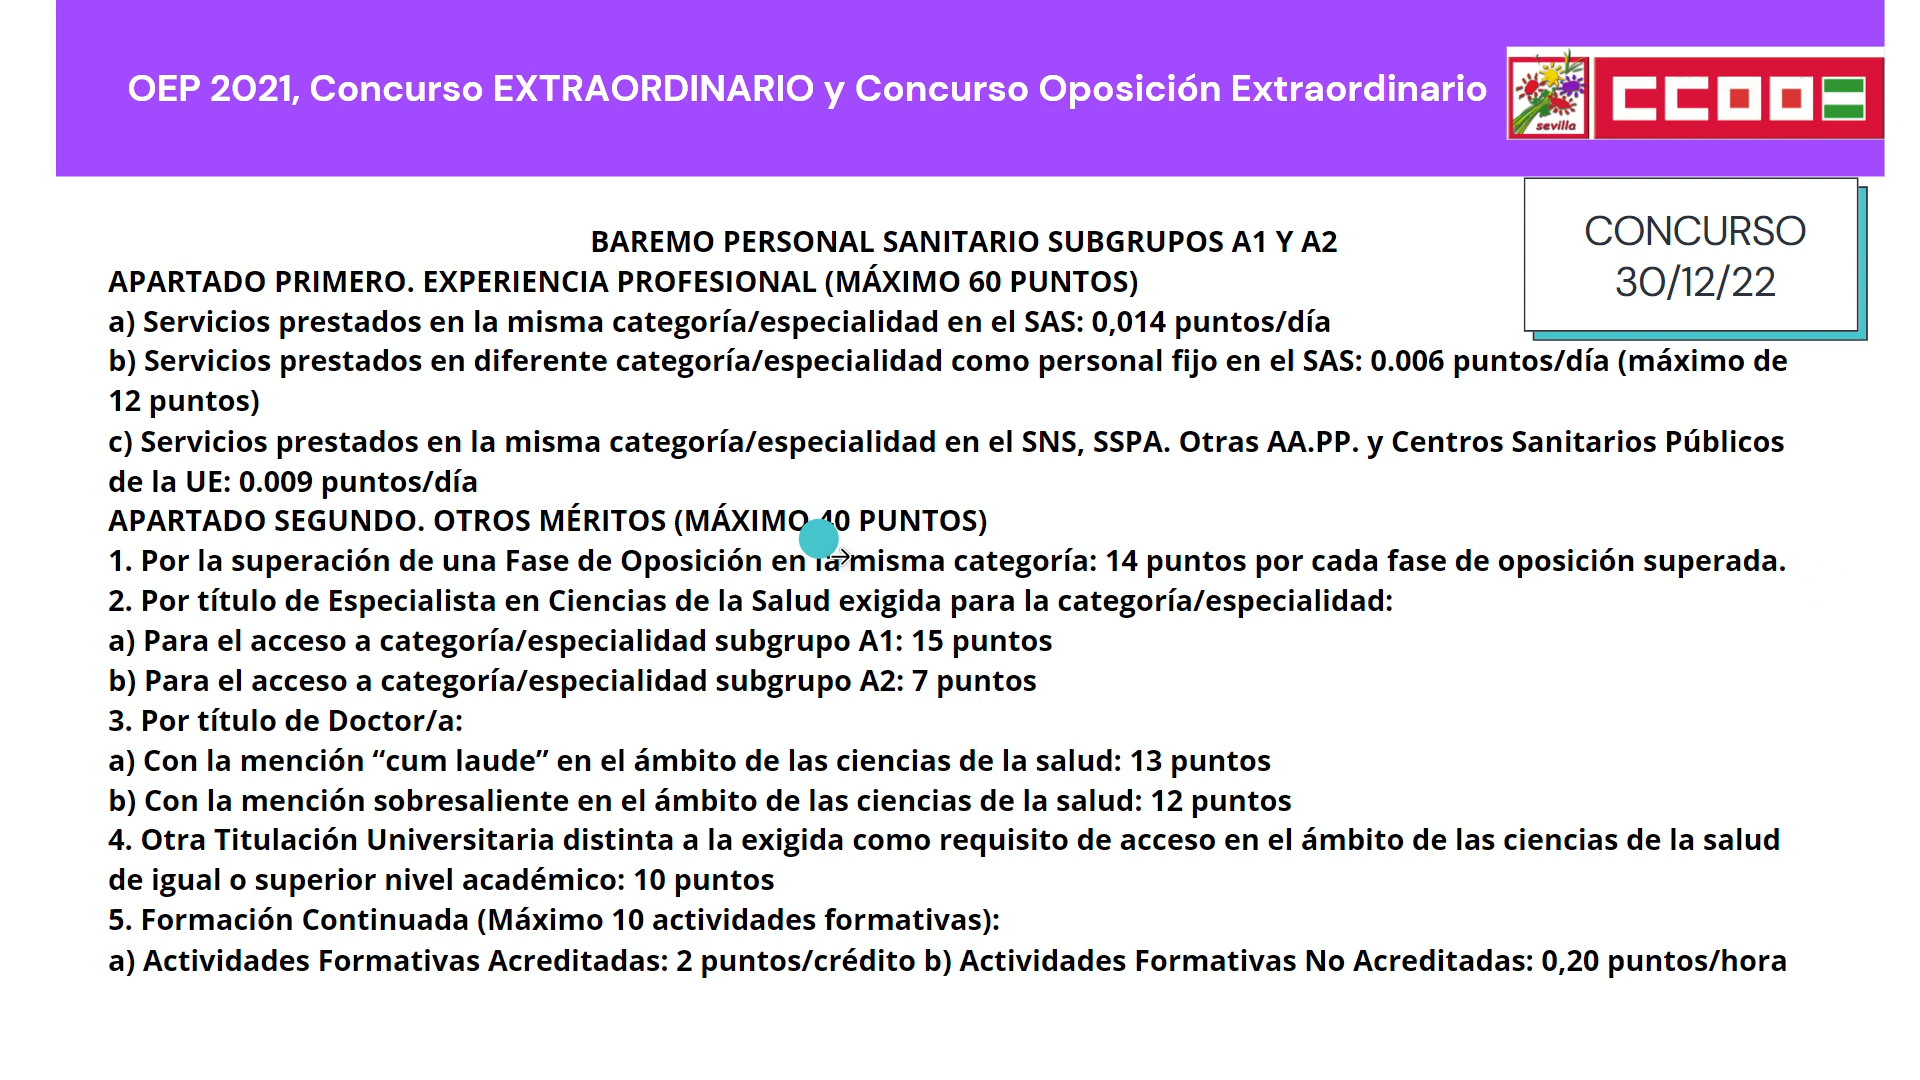 OEP 2021, Concurso EXTRAORDINARIO y Concurso Oposición Extraordinario
sevilla
CCOO
CONCURSO
30/12/22
BAREMO PERSONAL SANITARIO SUBGRUPOS A1 Y A2
APARTADO PRIMERO. EXPERIENCIA PROFESIONAL (MÁXIMO 60 PUNTOS)
a) Servicios prestados en la misma categoría/especialidad en el SAS: 0,014 puntos/día
b) Servicios prestados en diferente categoría/especialidad como personal fijo en el SAS: 0.006 puntos/día (máximo de
12 puntos)
c) Servicios prestados en la misma categoría/especialidad en el SNS, SSPA. Otras AA.PP. y Centros Sanitarios Públicos
de la UE: 0.009 puntos/día
APARTADO SEGUNDO. OTROS MÉRITOS (MÁXIMO 40 PUNTOS)
1. Por la superación de una Fase de Oposición en la misma categoría: 14 puntos por cada fase de oposición superada.
2. Por título de Especialista en Ciencias de la Salud exigida para la categoría/especialidad:
a) Para el acceso a categoría/especialidad subgrupo A1: 15 puntos
b) Para el acceso a categoría/especialidad subgrupo A2: 7 puntos
3. Por título de Doctor/a:
a) Con la mención “cum laude” en el ámbito de las ciencias de la salud: 13 puntos
b) Con la mención sobresaliente en el ámbito de las ciencias de la salud: 12 puntos
4. Otra Titulación Universitaria distinta a la exigida como requisito de acceso en el ámbito de las ciencias de la salud
de igual o superior nivel académico: 10 puntos
5. Formación Continuada (Máximo 10 actividades formativas):
a) Actividades Formativas Acreditadas: 2 puntos/crédito b) Actividades Formativas No Acreditadas: 0,20 puntos/hora